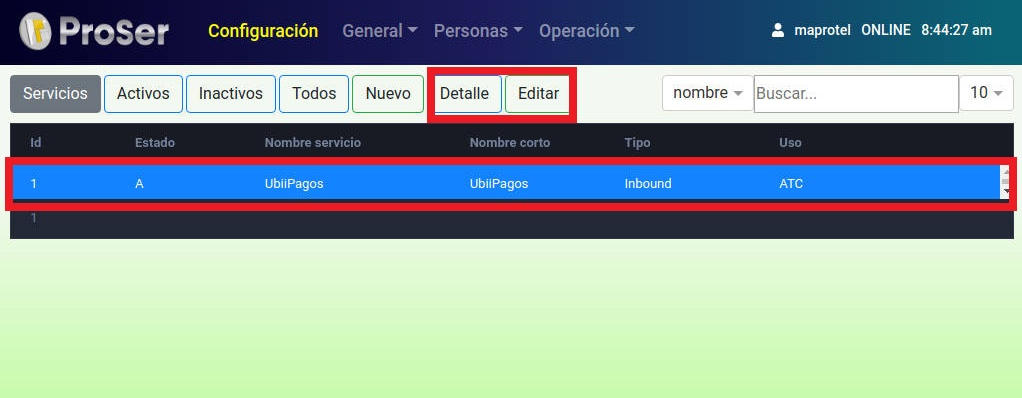 ProSer Configuración General Personas Operación maprotel ONLINE 8:44:27 am
Servicios Activos Inactivos Todos Nuevo Detalle Editar nombre Buscar... 10
Id Estado Nombre servicio Nombre corto Tipo Uso
1 A UbiiPagos UbiiPagos Inbound ATC
1